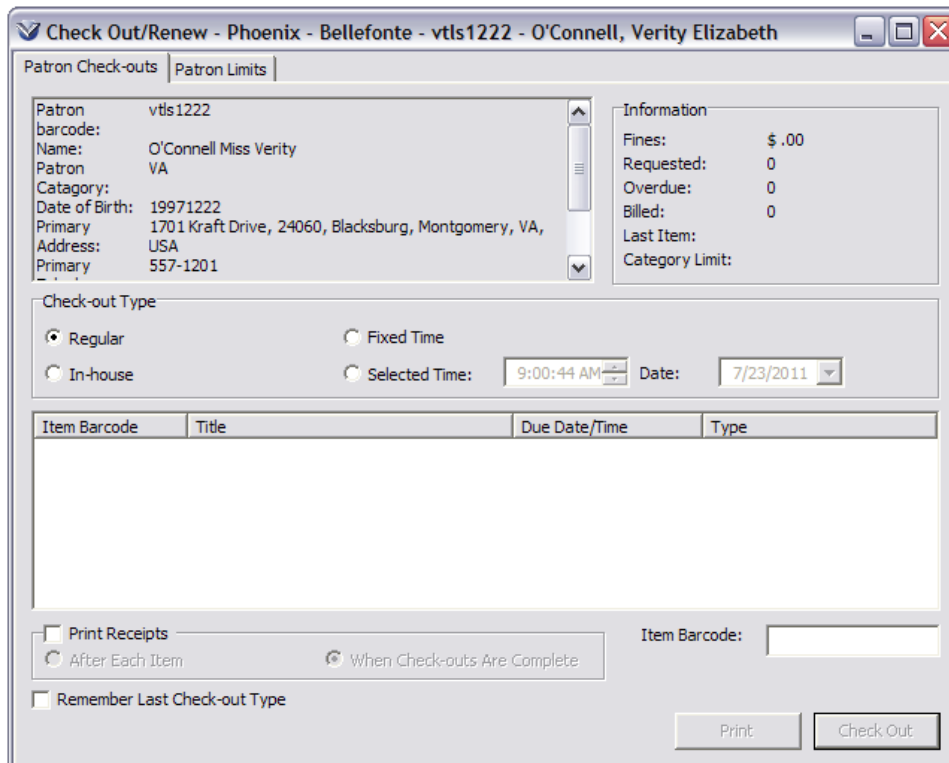 Check Out/Renew - Phoenix - Bellefonte - vtls1222 - O'Connell, Verity Elizabeth
Patron Check-outs Patron Limits
Patron vtls1222
barcode:
Name: O'Connell Miss Verity
Patron VA
Catagory:
Date of Birth: 19971222
Primary 1701 Kraft Drive, 24060, Blacksburg, Montgomery, VA,
Address: USA
Primary 557-1201
Information
Fines: $ .00
Requested: 0
Overdue: 0
Billed: 0
Last Item:
Category Limit:
Check-out Type
Regular Fixed Time
In-house Selected Time: 9:00:44 AM Date: 7/23/2011
Item Barcode Title Due Date/Time Type
Print Receipts
After Each Item When Check-outs Are Complete
Item Barcode:
Remember Last Check-out Type
Print Check Out